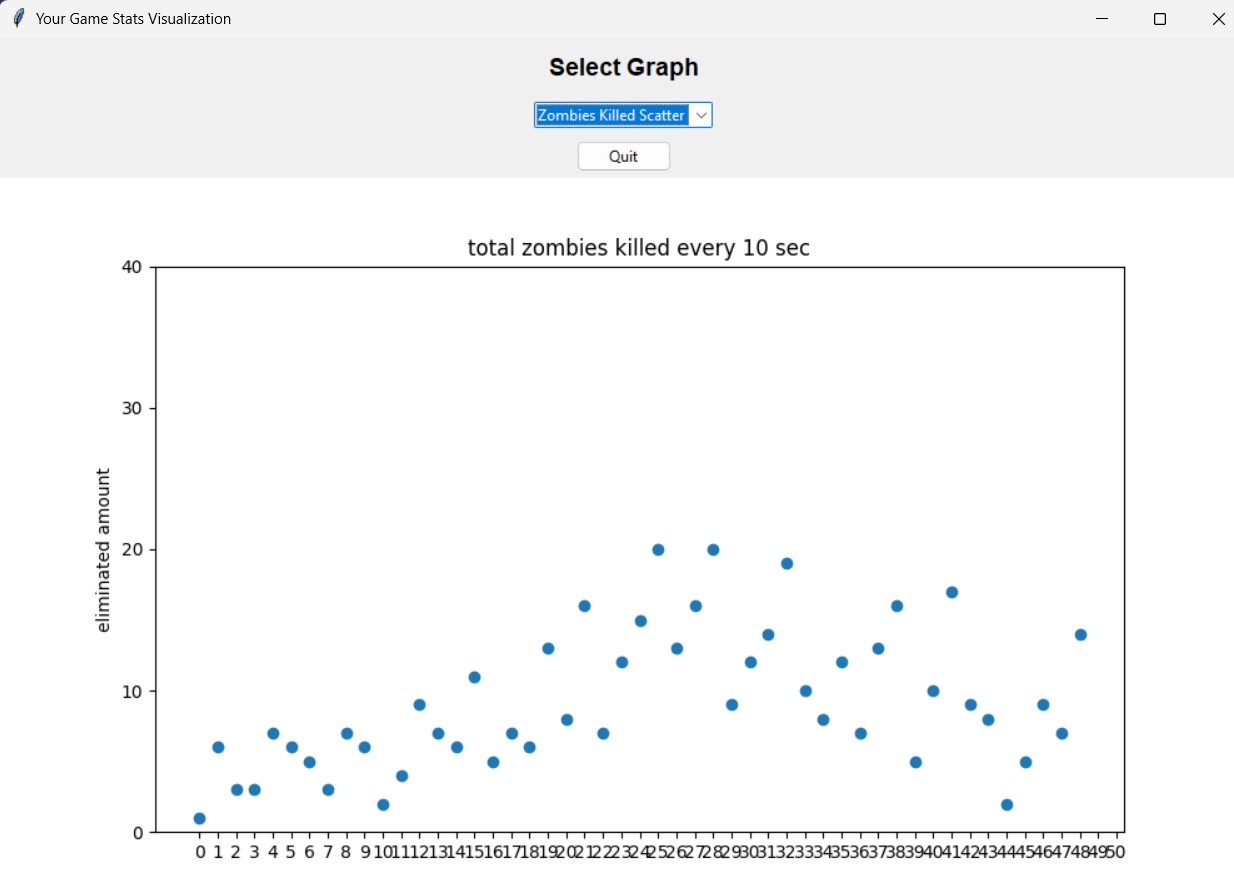 Your Game Stats Visualization
Select Graph
Zombies Killed Scatter
Quit
total zombies killed every 10 sec
40
30
20
10
0
eliminated amount
0 1 2 3 4 5 6 7 8 9 10 11 12 13 14 15 16 17 18 19 20 21 22 23 24 25 26 27 28 29 30 31 32 33 34 35 36 37 38 39 40 41 42 43 44 45 46 47 48 49 50